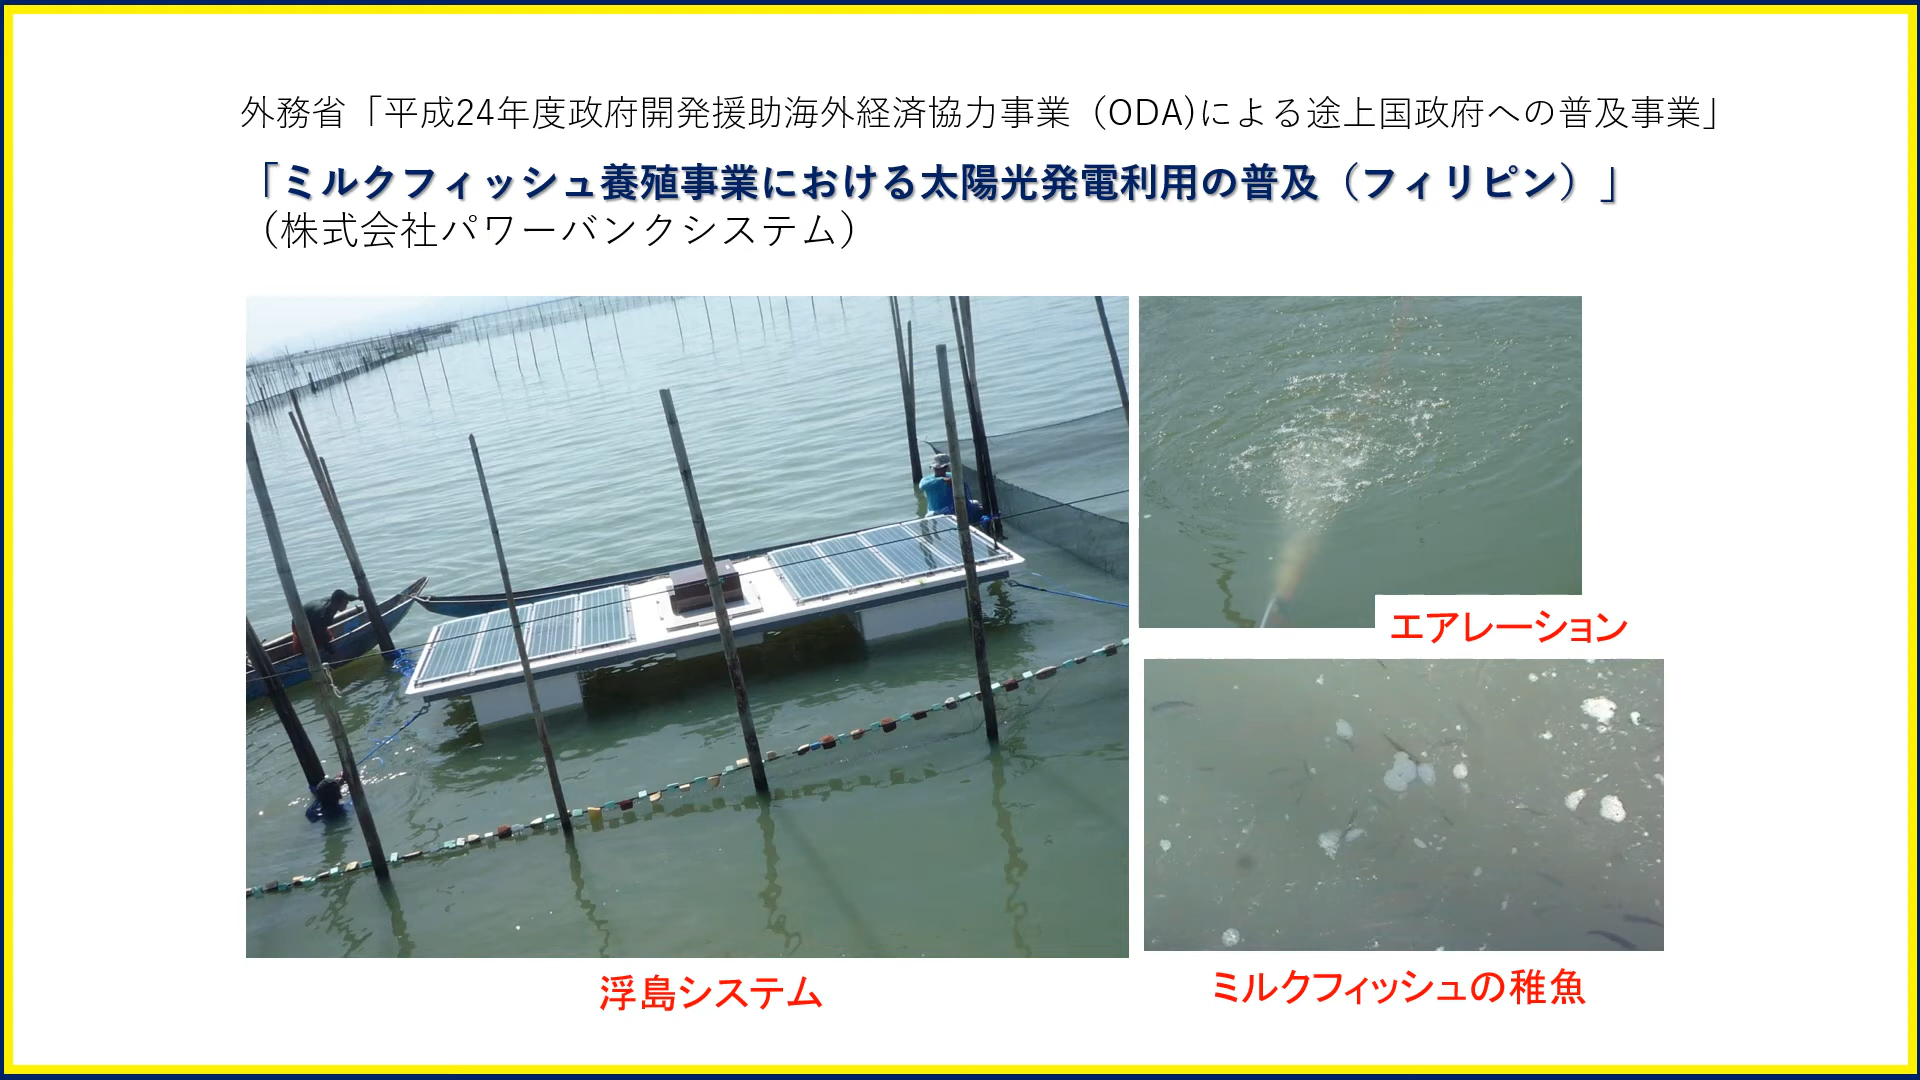 外務省「平成24年度政府開発援助海外経済協力事業（ODA)による途上国政府への普及事業」
「ミルクフィッシュ養殖事業における太陽光発電利用の普及（フィリピン）」
（株式会社パワーバンクシステム）
エアレーション
浮島システム
ミルクフィッシュの稚魚